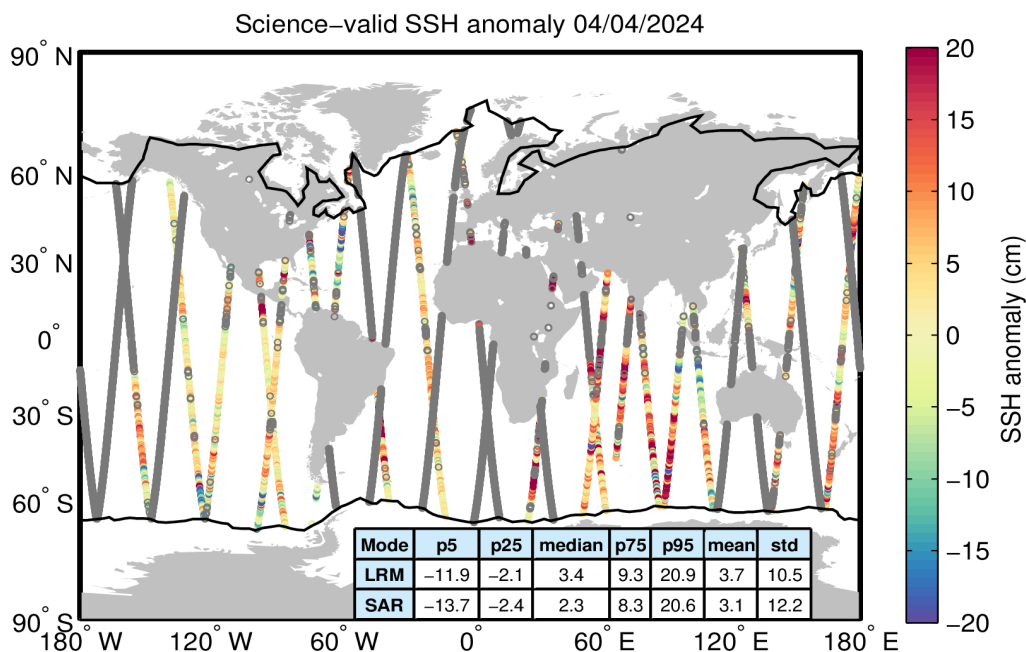 Science−valid SSH anomaly 04/04/2024
90° N
60° N
30° N
0°
30° S
60° S
90° S
180° W
120° W
60° W
0°
60° E
120° E
180° E
20
15
10
5
0
−5
−10
−15
−20
SSH anomaly (cm)
Mode p5 p25 median p75 p95 mean std
LRM −11.9 −2.1 3.4 9.3 20.9 3.7 10.5
SAR −13.7 −2.4 2.3 8.3 20.6 3.1 12.2